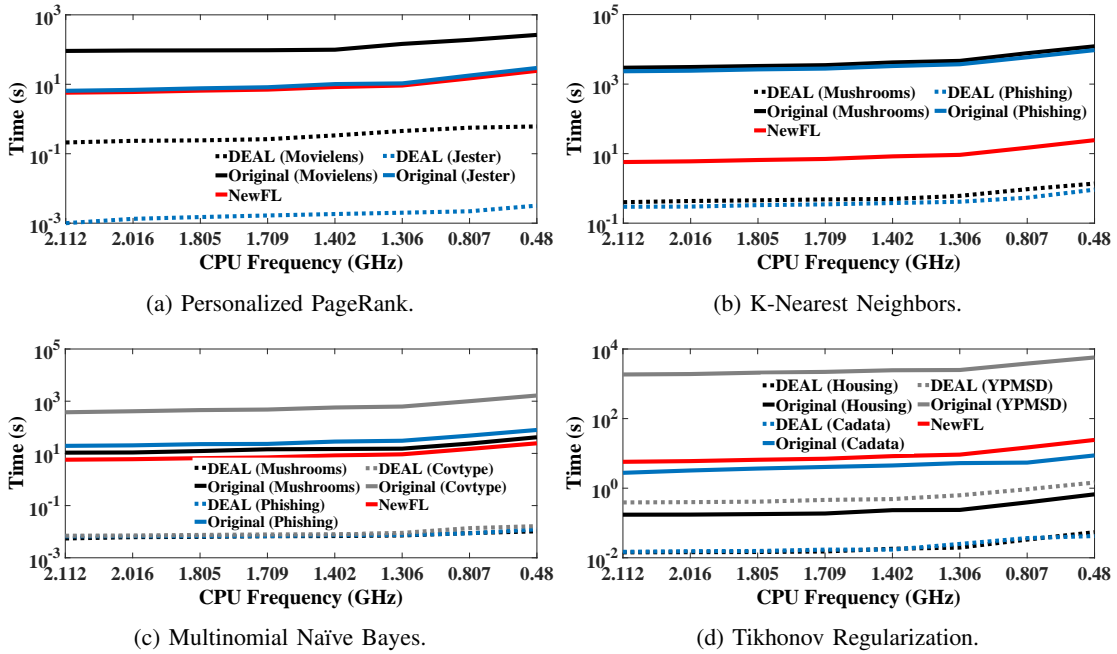 10^3
10^1
10^-1
10^-3
Time (s)
DEAL (Movielens)
Original (Movielens)
NewFL
DEAL (Jester)
Original (Jester)
2.112 2.016 1.805 1.709 1.402 1.306 0.807 0.48
CPU Frequency (GHz)
(a) Personalized PageRank.
10^5
10^3
10^1
10^-1
Time (s)
DEAL (Mushrooms)
Original (Mushrooms)
NewFL
DEAL (Phishing)
Original (Phishing)
2.112 2.016 1.805 1.709 1.402 1.306 0.807 0.48
CPU Frequency (GHz)
(b) K-Nearest Neighbors.
10^5
10^3
10^1
10^-1
10^-3
Time (s)
DEAL (Mushrooms)
Original (Mushrooms)
DEAL (Phishing)
Original (Phishing)
DEAL (Covtype)
Original (Covtype)
NewFL
2.112 2.016 1.805 1.709 1.402 1.306 0.807 0.48
CPU Frequency (GHz)
(c) Multinomial Naïve Bayes.
10^4
10^2
10^0
10^-2
Time (s)
DEAL (Housing)
Original (Housing)
DEAL (Cadata)
Original (Cadata)
DEAL (YPMSD)
Original (YPMSD)
NewFL
2.112 2.016 1.805 1.709 1.402 1.306 0.807 0.48
CPU Frequency (GHz)
(d) Tikhonov Regularization.